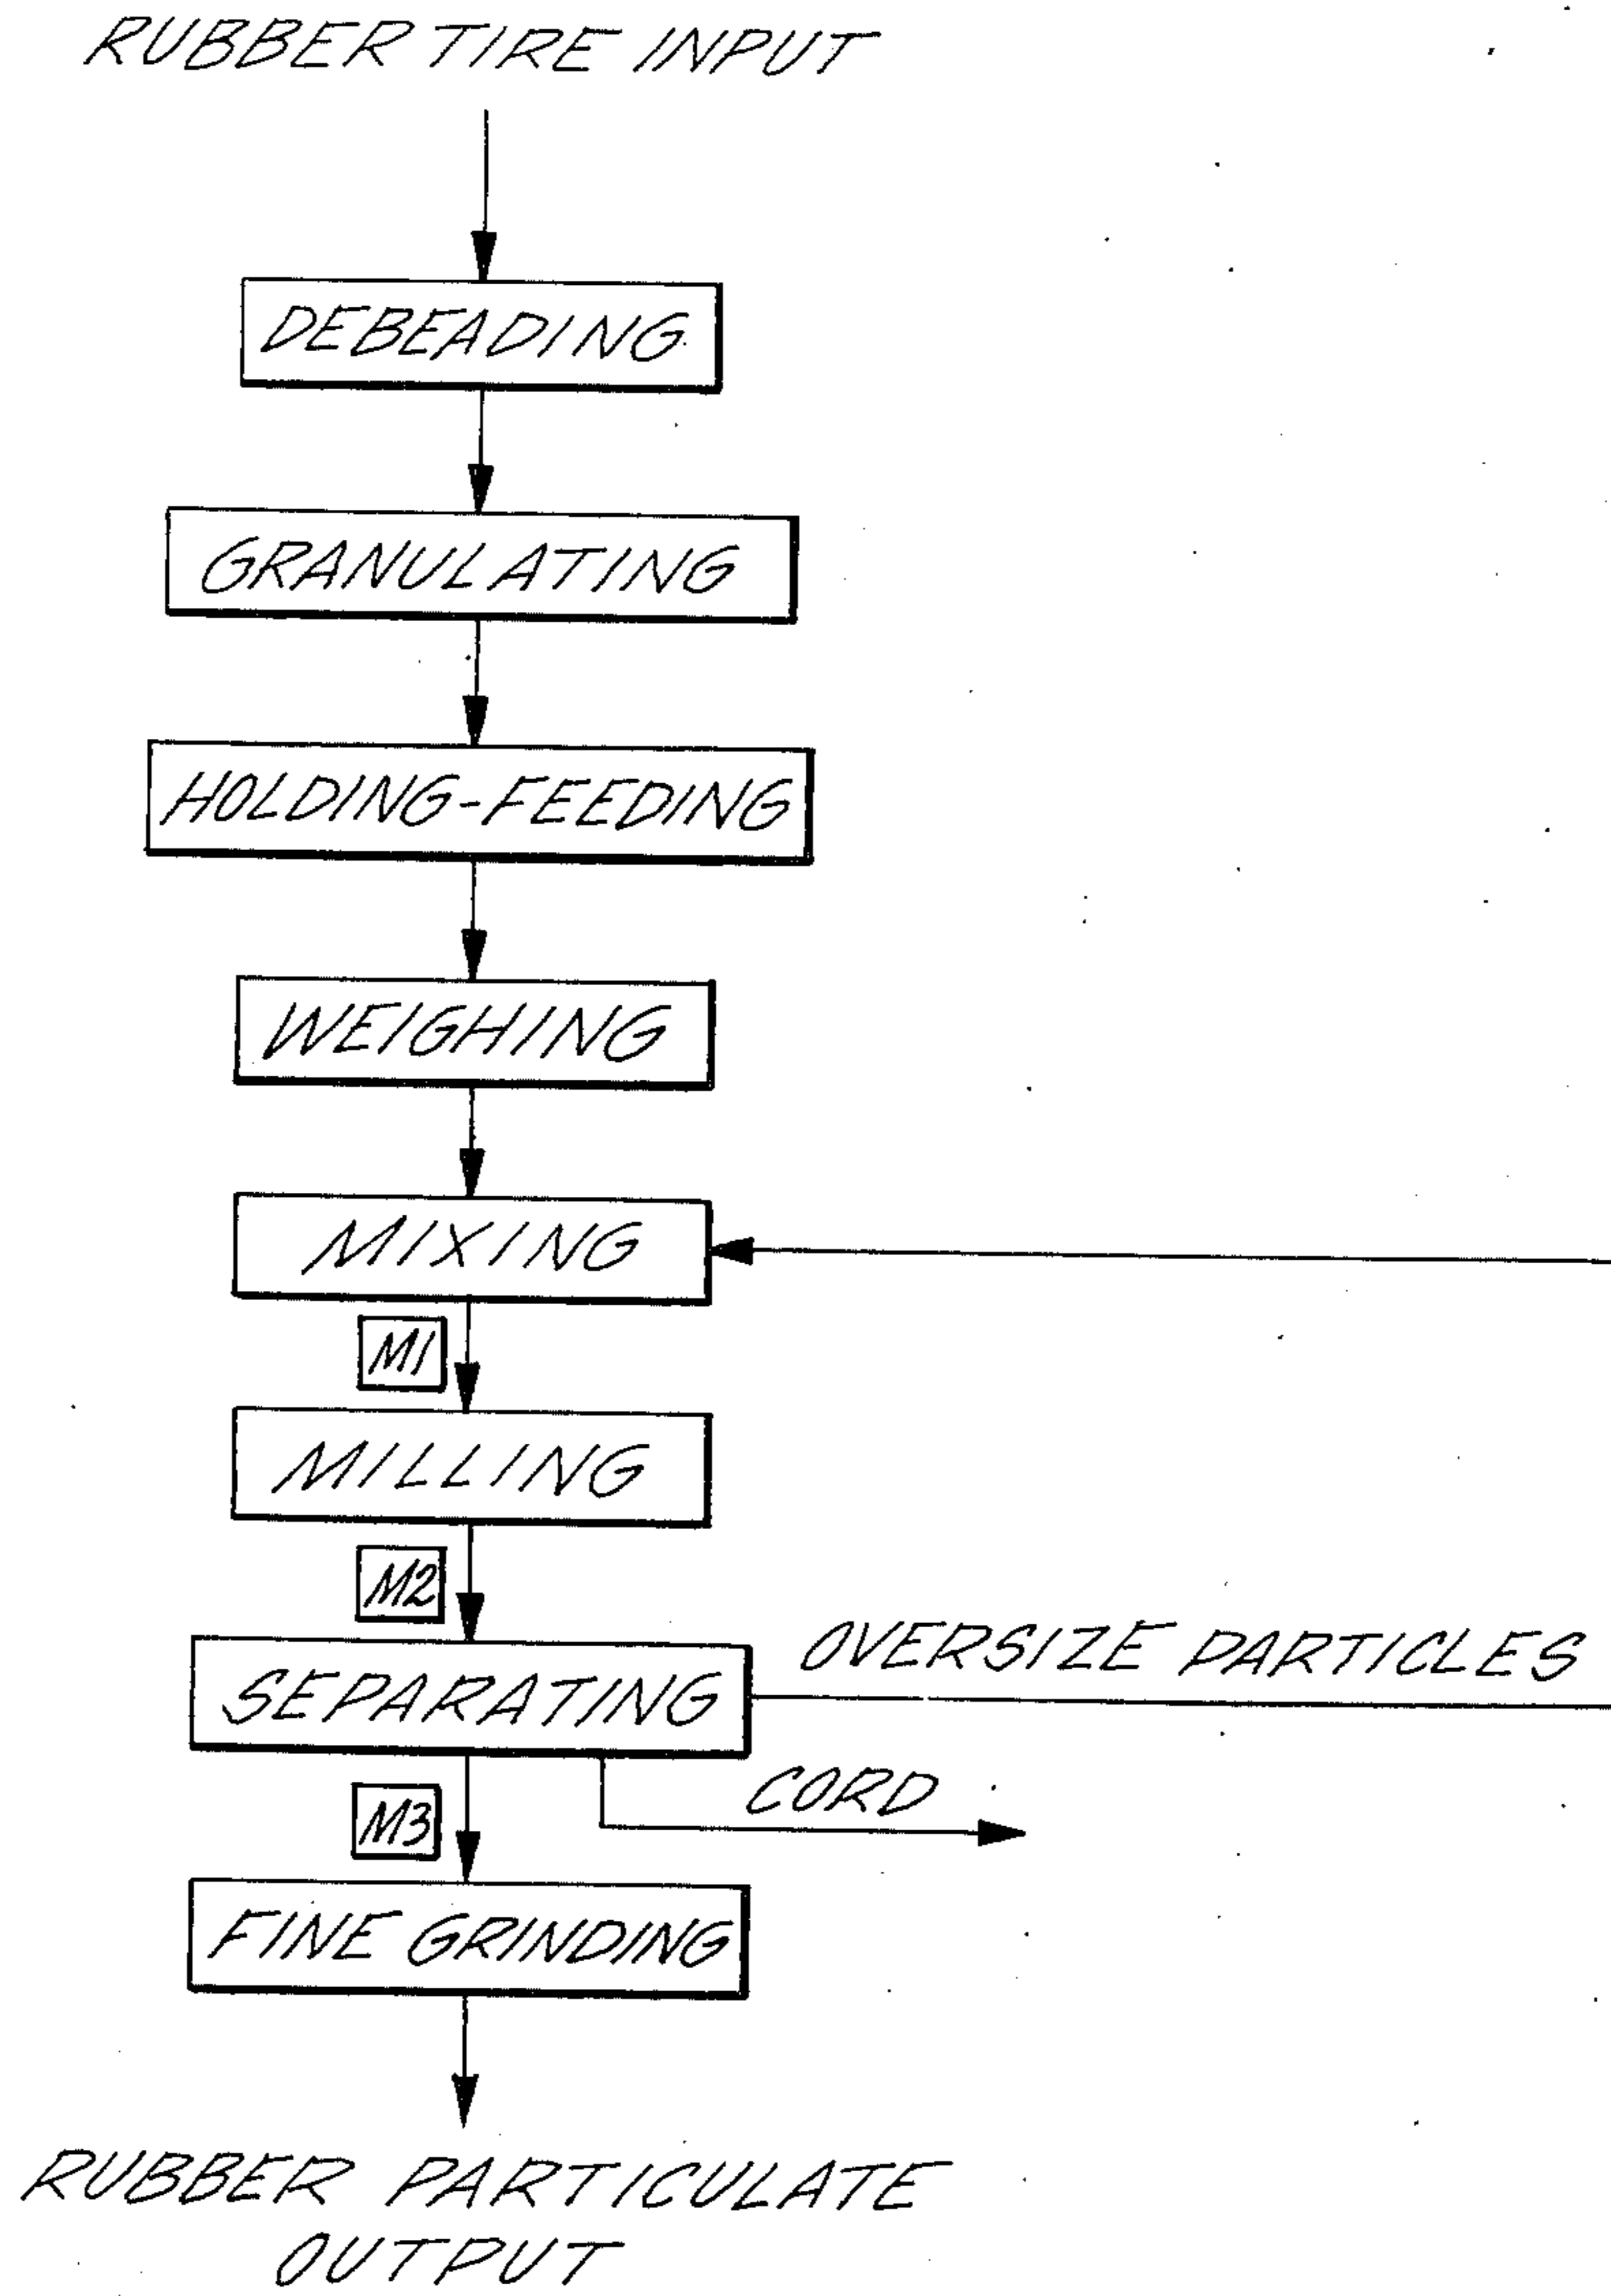 RUBBER TIRE INPUT
DEBEADING
GRANULATING
HOLDING-FEEDING
WEIGHING
MIXING
M1
MILLING
M2
SEPARATING
OVERSIZE PARTICLES
CORD
M3
FINE GRINDING
RUBBER PARTICULATE
OUTPUT